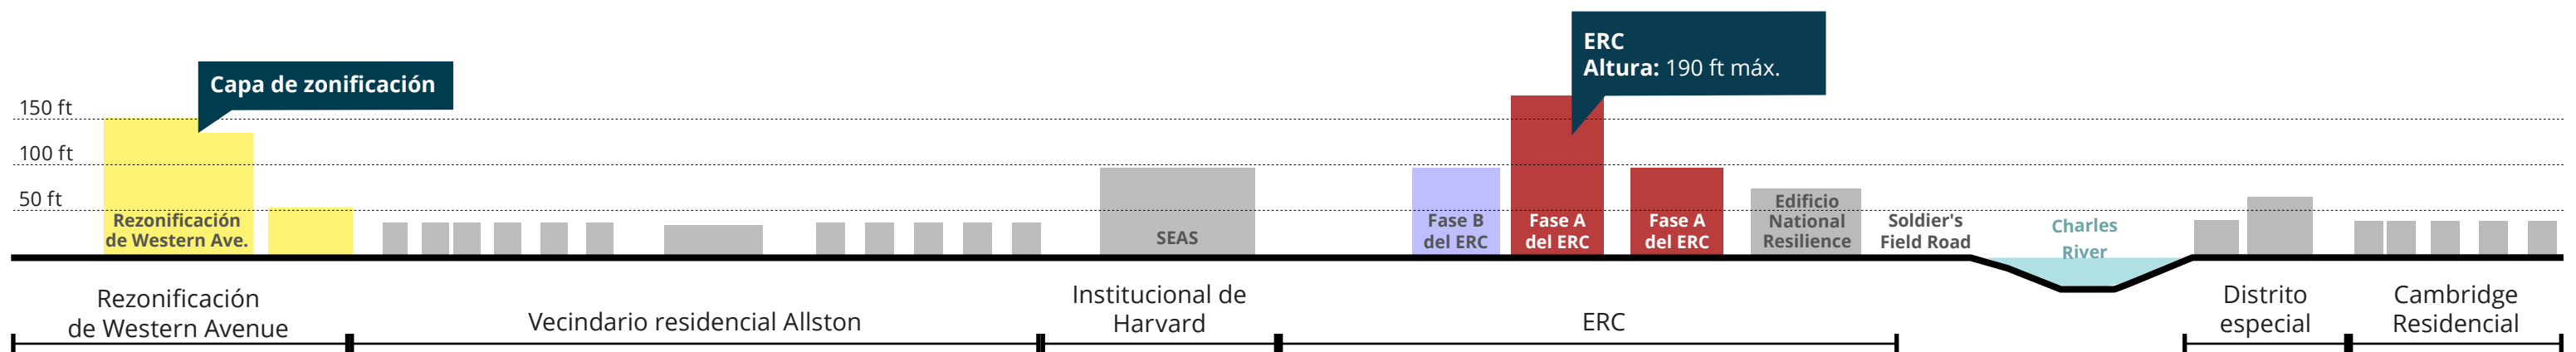 ERC
Altura: 190 ft máx.
Capa de zonificación
150 ft
100 ft
50 ft
Rezonificación
de Western Ave.
SEAS
Fase B
del ERC
Fase A
del ERC
Fase A
del ERC
Edificio
National
Resilience
Soldier's
Field Road
Charles
River
Rezonificación
de Western Avenue
Vecindario residencial Allston
Institucional de
Harvard
ERC
Distrito
especial
Cambridge
Residencial